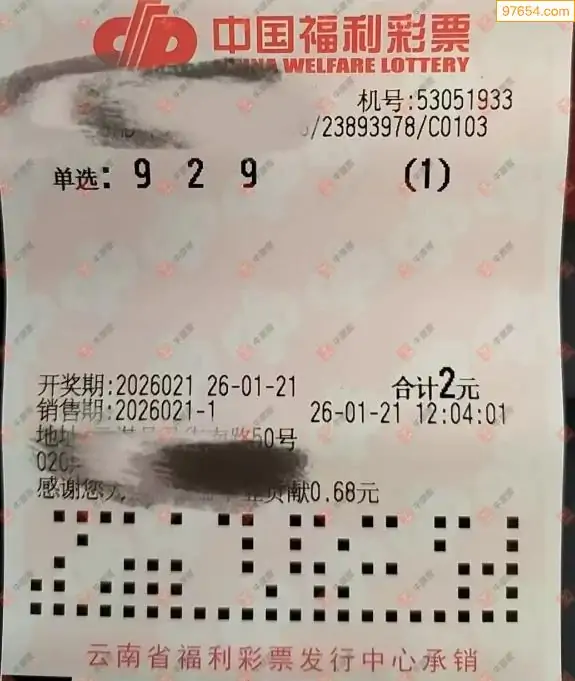 97654.com
中国福利彩票
CHINA WELFARE LOTTERY
机号:53051933
/23893978/C0103
单选: 9 2 9 (1)
开奖期:2026021 26-01-21 合计2元
销售期:2026021-1 26-01-21 12:04:01
地址 路50号
020
感谢您为 贡献0.68元
云南省福利彩票发行中心承销